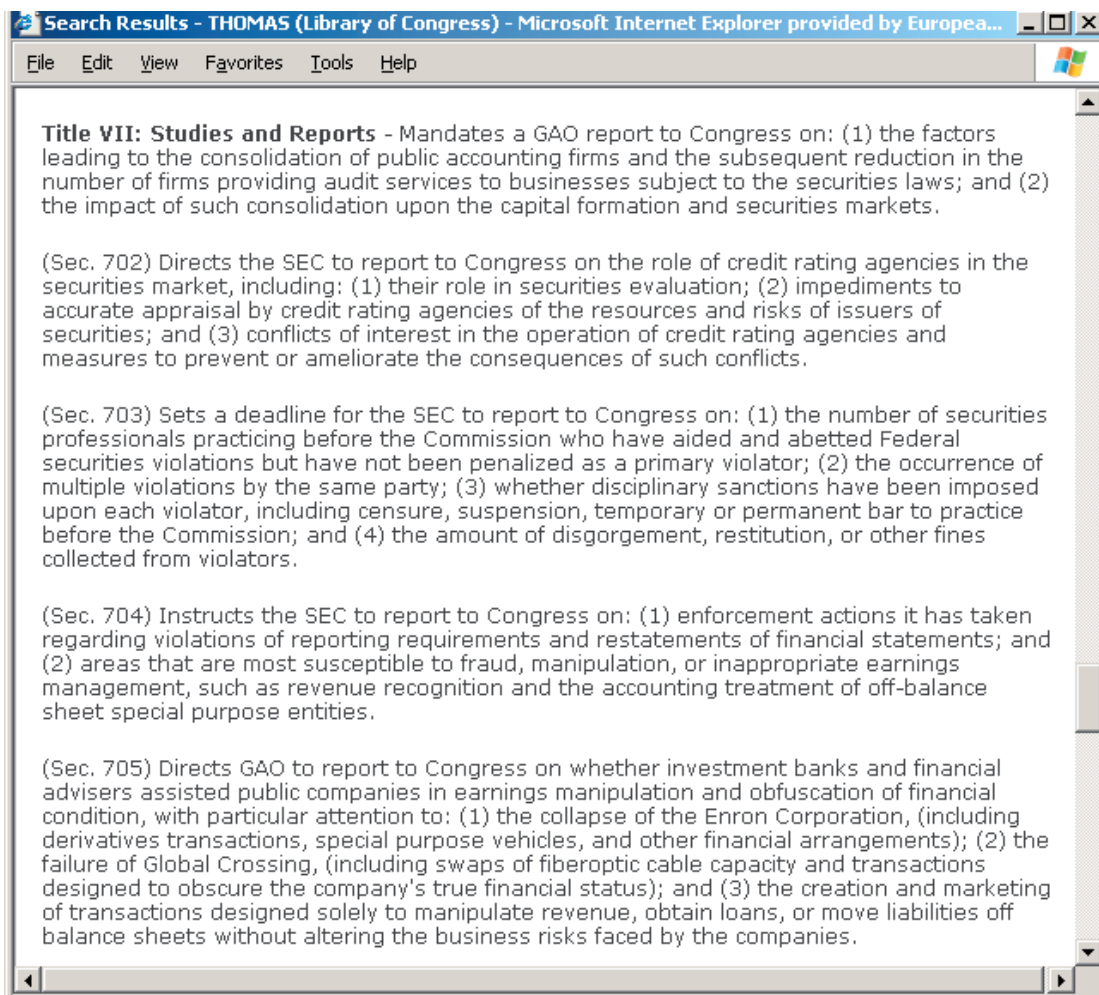 Search Results - THOMAS (Library of Congress) - Microsoft Internet Explorer provided by Europea...
File Edit View Favorites Tools Help
Title VII: Studies and Reports - Mandates a GAO report to Congress on: (1) the factors
leading to the consolidation of public accounting firms and the subsequent reduction in the
number of firms providing audit services to businesses subject to the securities laws; and (2)
the impact of such consolidation upon the capital formation and securities markets.
(Sec. 702) Directs the SEC to report to Congress on the role of credit rating agencies in the
securities market, including: (1) their role in securities evaluation; (2) impediments to
accurate appraisal by credit rating agencies of the resources and risks of issuers of
securities; and (3) conflicts of interest in the operation of credit rating agencies and
measures to prevent or ameliorate the consequences of such conflicts.
(Sec. 703) Sets a deadline for the SEC to report to Congress on: (1) the number of securities
professionals practicing before the Commission who have aided and abetted Federal
securities violations but have not been penalized as a primary violator; (2) the occurrence of
multiple violations by the same party; (3) whether disciplinary sanctions have been imposed
upon each violator, including censure, suspension, temporary or permanent bar to practice
before the Commission; and (4) the amount of disgorgement, restitution, or other fines
collected from violators.
(Sec. 704) Instructs the SEC to report to Congress on: (1) enforcement actions it has taken
regarding violations of reporting requirements and restatements of financial statements; and
(2) areas that are most susceptible to fraud, manipulation, or inappropriate earnings
management, such as revenue recognition and the accounting treatment of off-balance
sheet special purpose entities.
(Sec. 705) Directs GAO to report to Congress on whether investment banks and financial
advisers assisted public companies in earnings manipulation and obfuscation of financial
condition, with particular attention to: (1) the collapse of the Enron Corporation, (including
derivatives transactions, special purpose vehicles, and other financial arrangements); (2) the
failure of Global Crossing, (including swaps of fiberoptic cable capacity and transactions
designed to obscure the company's true financial status); and (3) the creation and marketing
of transactions designed solely to manipulate revenue, obtain loans, or move liabilities off
balance sheets without altering the business risks faced by the companies.